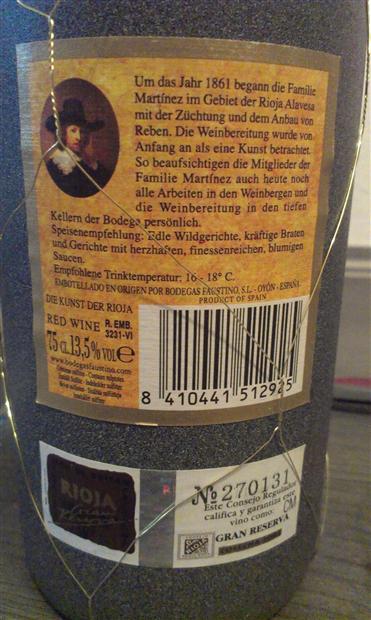 Um das Jahr 1861 begann die Familie
Martínez im Gebiet der Rioja Alavesa
mit der Züchtung und dem Anbau von
Reben. Die Weinbereitung wurde von
Anfang an als eine Kunst betrachtet.
So beaufsichtigen die Mitglieder der
Familie Martínez auch heute noch
alle Arbeiten in den Weinbergen und
die Weinbereitung in den tiefen
Kellern der Bodega persönlich.
Speisenempfehlung: Edle Wildgerichte, kräftige Braten
und Gerichte mit herzhaften, finessenreichen, blumigen
Saucen.
Empfohlene Trinktemperatur: 16 - 18° C.
EMBOTELLADO EN ORIGEN POR BODEGAS FAUSTINO, S.L. - OYÓN - ESPAÑA
PRODUCT OF SPAIN
DIE KUNST DER RIOJA
RED WINE R. EMB.
3231-VI
75 cl. 13,5% VOL e
www.bodegasfaustino.com
8 410441 512925
RIOJA
Gran
Reserva
Nº 270131
Este Consejo Regulador
califica y garantiza este
vino como:
CM
GRAN RESERVA